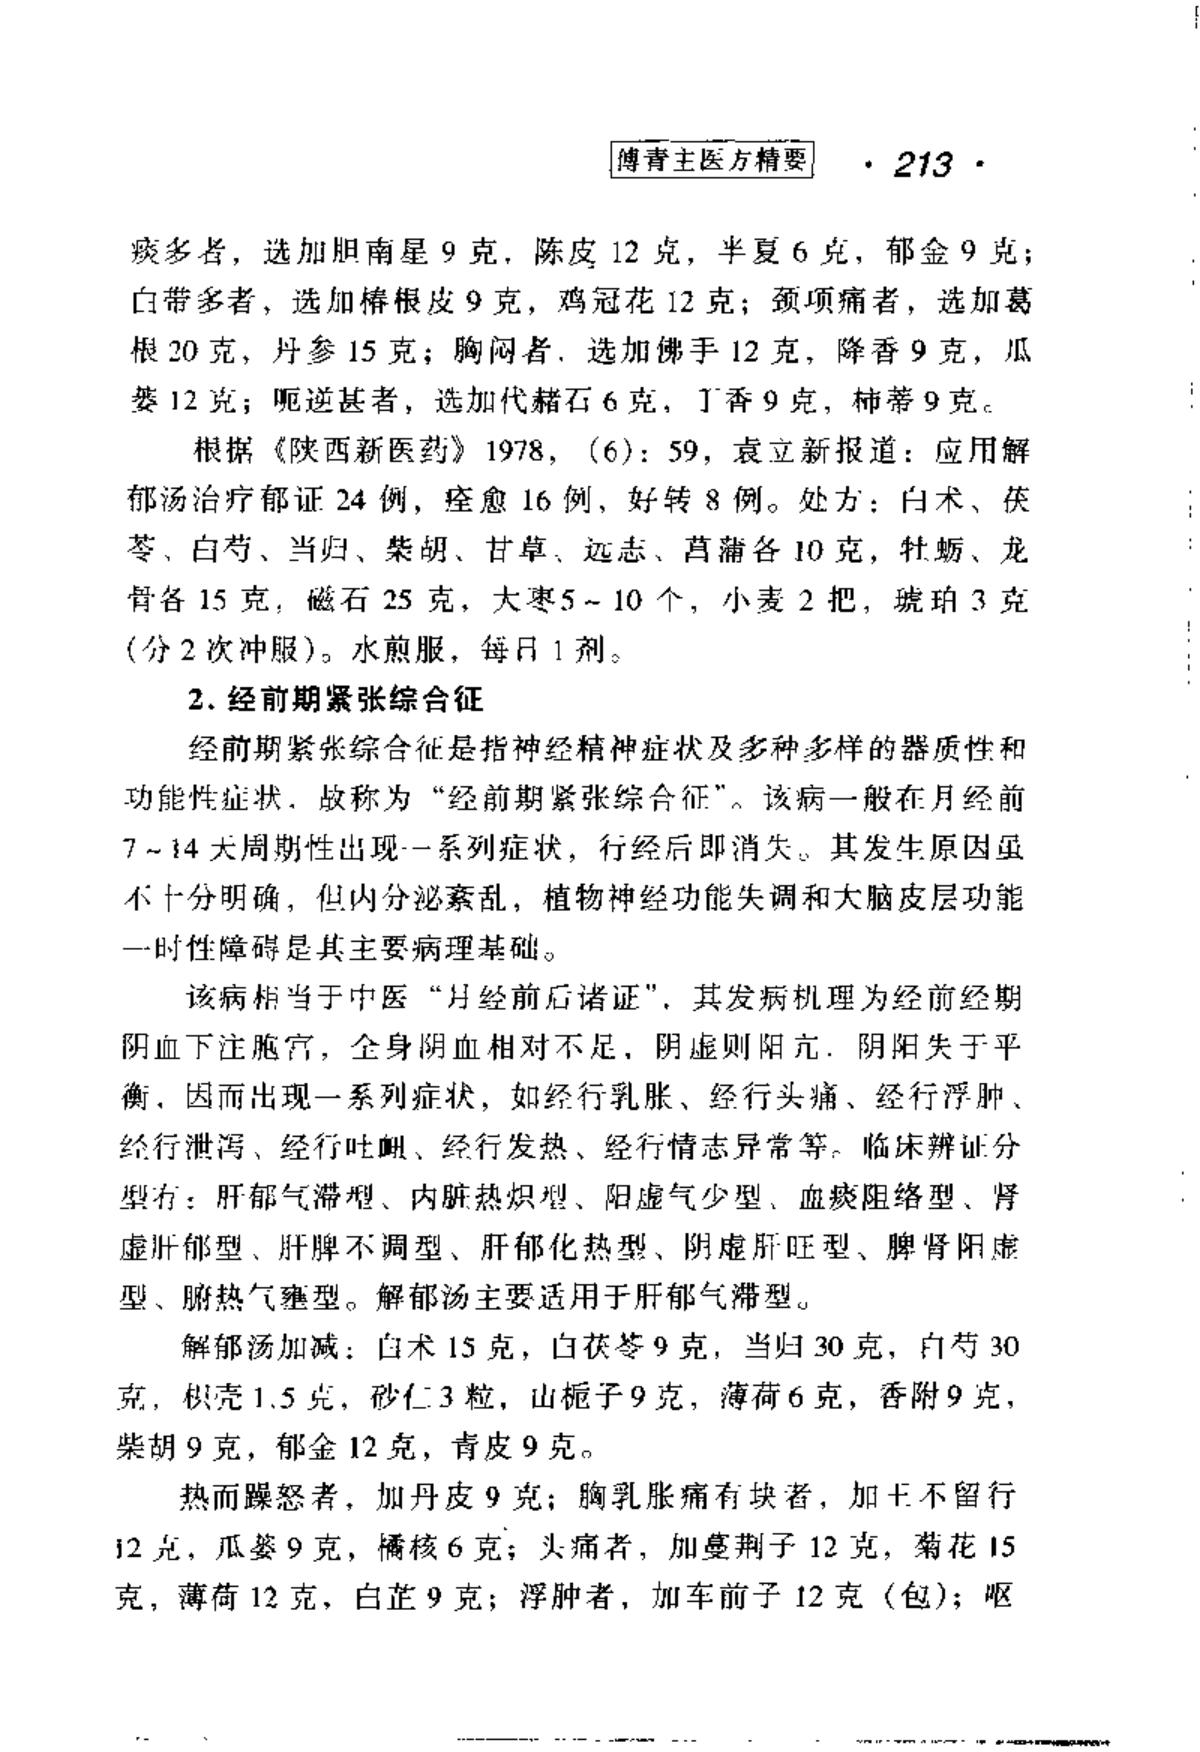 傅青主医方精要 · 213 ·
痰多者，选加胆南星 9 克，陈皮 12 克，半夏 6 克，郁金 9 克；
白带多者，选加椿根皮 9 克，鸡冠花 12 克；颈项痛者，选加葛
根 20 克，丹参 15 克；胸闷者，选加佛手 12 克，降香 9 克，瓜
蒌 12 克；呃逆甚者，选加代赭石 6 克，丁香 9 克，柿蒂 9 克。
根据《陕西新医药》1978，（6）：59，袁立新报道：应用解
郁汤治疗郁证 24 例，痊愈 16 例，好转 8 例。处方：白术、茯
苓、白芍、当归、柴胡、甘草、远志、菖蒲各 10 克，牡蛎、龙
骨各 15 克，磁石 25 克，大枣 5～10 个，小麦 2 把，琥珀 3 克
（分 2 次冲服）。水煎服，每日 1 剂。
2. 经前期紧张综合征
经前期紧张综合征是指神经精神症状及多种多样的器质性和
功能性症状，故称为“经前期紧张综合征”。该病一般在月经前
7～14 天周期性出现一系列症状，行经后即消失。其发生原因虽
不十分明确，但内分泌紊乱，植物神经功能失调和大脑皮层功能
一时性障碍是其主要病理基础。
该病相当于中医“月经前后诸证”，其发病机理为经前经期
阴血下注胞宫，全身阴血相对不足，阴虚则阳亢，阴阳失于平
衡，因而出现一系列症状，如经行乳胀、经行头痛、经行浮肿、
经行泄泻、经行吐衄、经行发热、经行情志异常等。临床辨证分
型有：肝郁气滞型、内脏热炽型、阳虚气少型、血痰阻络型、肾
虚肝郁型、肝脾不调型、肝郁化热型、阴虚肝旺型、脾肾阳虚
型、腑热气壅型。解郁汤主要适用于肝郁气滞型。
解郁汤加减：白术 15 克，白茯苓 9 克，当归 30 克，白芍 30
克，枳壳 1.5 克，砂仁 3 粒，山栀子 9 克，薄荷 6 克，香附 9 克，
柴胡 9 克，郁金 12 克，青皮 9 克。
热而躁怒者，加丹皮 9 克；胸乳胀痛有块者，加王不留行
12 克，瓜蒌 9 克，橘核 6 克；头痛者，加蔓荆子 12 克，菊花 15
克，薄荷 12 克，白芷 9 克；浮肿者，加车前子 12 克（包）；呕